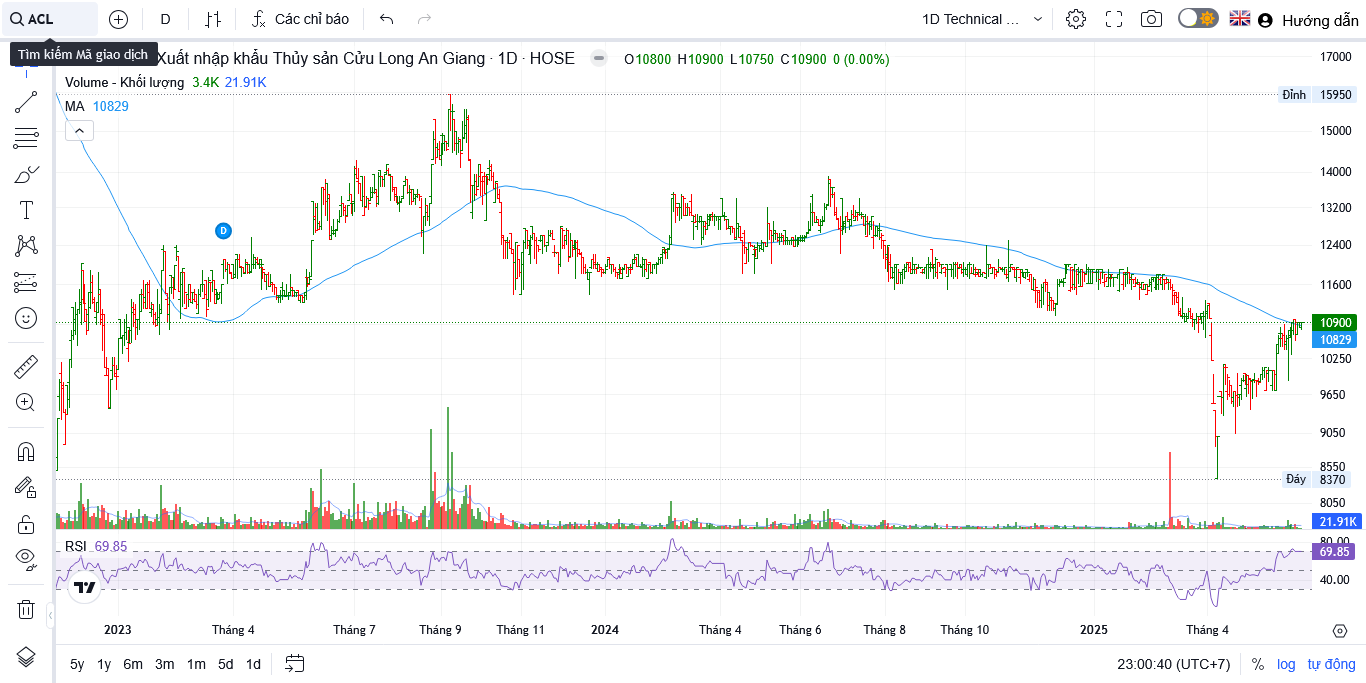 ACL
D
Các chỉ báo
1D Technical ...
Hướng dẫn
Tìm kiếm Mã giao dịch
Xuất nhập khẩu Thủy sản Cửu Long An Giang · 1D · HOSE
O10800 H10900 L10750 C10900 0 (0.00%)
Volume - Khối lượng 3.4K 21.91K
MA 10829
D
17000
Đỉnh 15950
15000
14000
13200
12400
11600
10900
10829
10250
9650
9050
8550
Đáy 8370
8050
21.91K
RSI 69.85
80.00
69.85
40.00
2023
Tháng 4
Tháng 7
Tháng 9
Tháng 11
2024
Tháng 4
Tháng 6
Tháng 8
Tháng 10
2025
Tháng 4
5y 1y 6m 3m 1m 5d 1d
23:00:40 (UTC+7) % log tự động